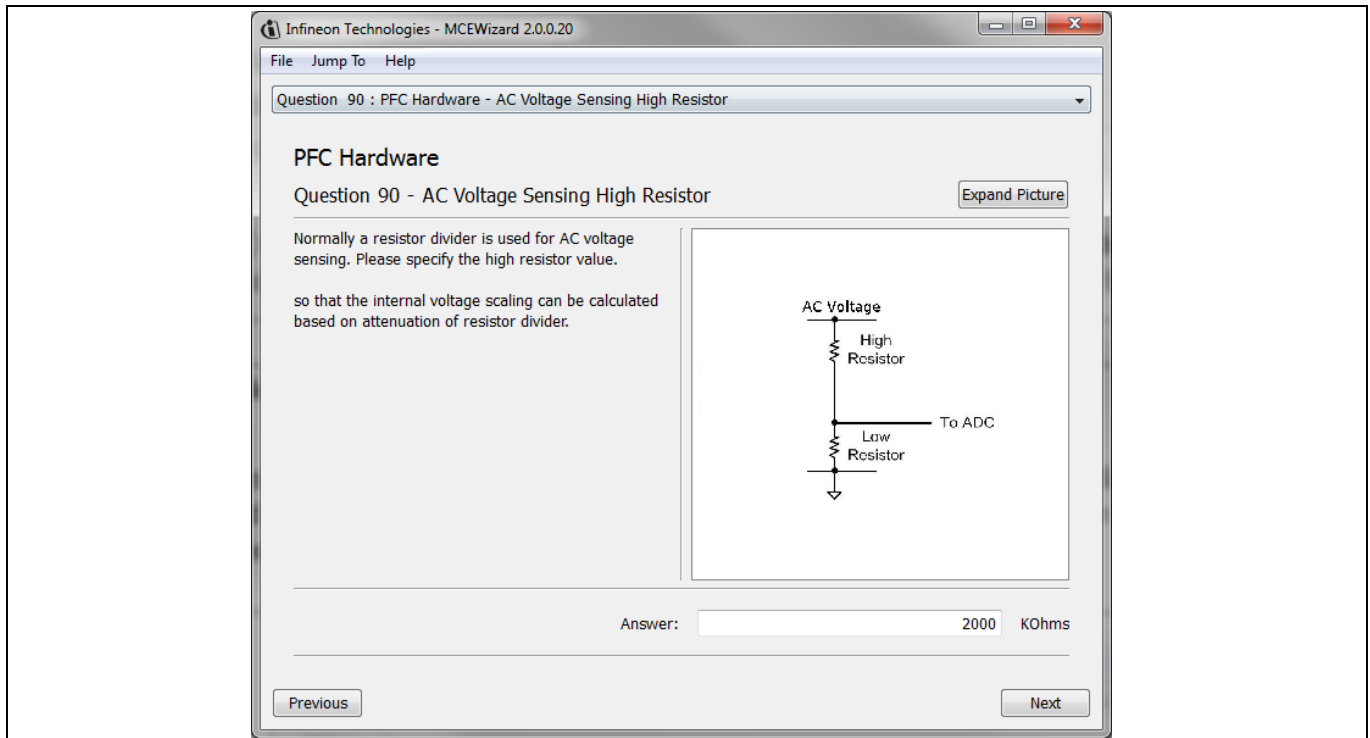 Infineon Technologies - MCEWizard 2.0.0.20
File Jump To Help
Question 90 : PFC Hardware - AC Voltage Sensing High Resistor
PFC Hardware
Question 90 - AC Voltage Sensing High Resistor
Expand Picture
Normally a resistor divider is used for AC voltage
sensing. Please specify the high resistor value.
so that the internal voltage scaling can be calculated
based on attenuation of resistor divider.
AC Voltage
High
Resistor
To ADC
Low
Resistor
Answer: 2000 KOhms
Previous
Next